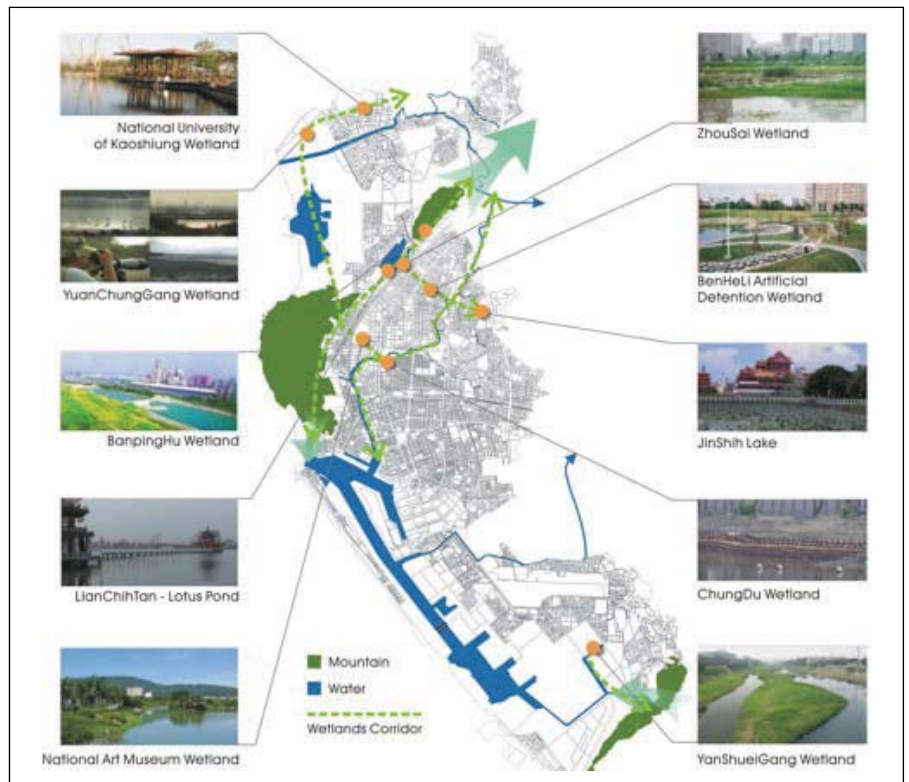 National University
of Kaoshiung Wetland
YuanChungGang Wetland
BanpingHu Wetland
LianChihTan - Lotus Pond
National Art Museum Wetland
Mountain
Water
Wetlands Corridor
ZhouSai Wetland
BenHeLi Artificial
Detention Wetland
JinShih Lake
ChungDu Wetland
YanShueiGang Wetland